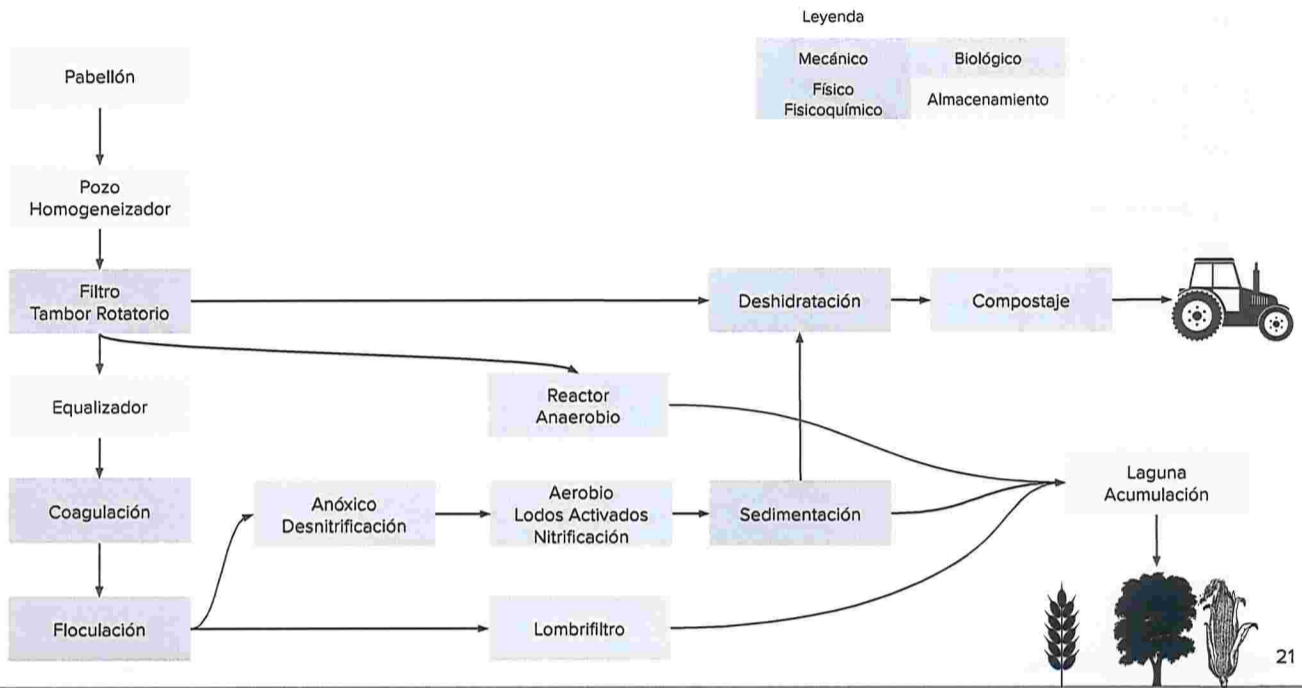 Leyenda
Mecánico
Biológico
Físico
Fisicoquímico
Almacenamiento
Pabellón
Pozo
Homogeneizador
Filtro
Tambor Rotatorio
Deshidratación
Compostaje
Equalizador
Reactor
Anaerobio
Laguna
Acumulación
Coagulación
Anóxico
Desnitrificación
Aerobio
Lodos Activados
Nitrificación
Sedimentación
Floculación
Lombrifiltro
21